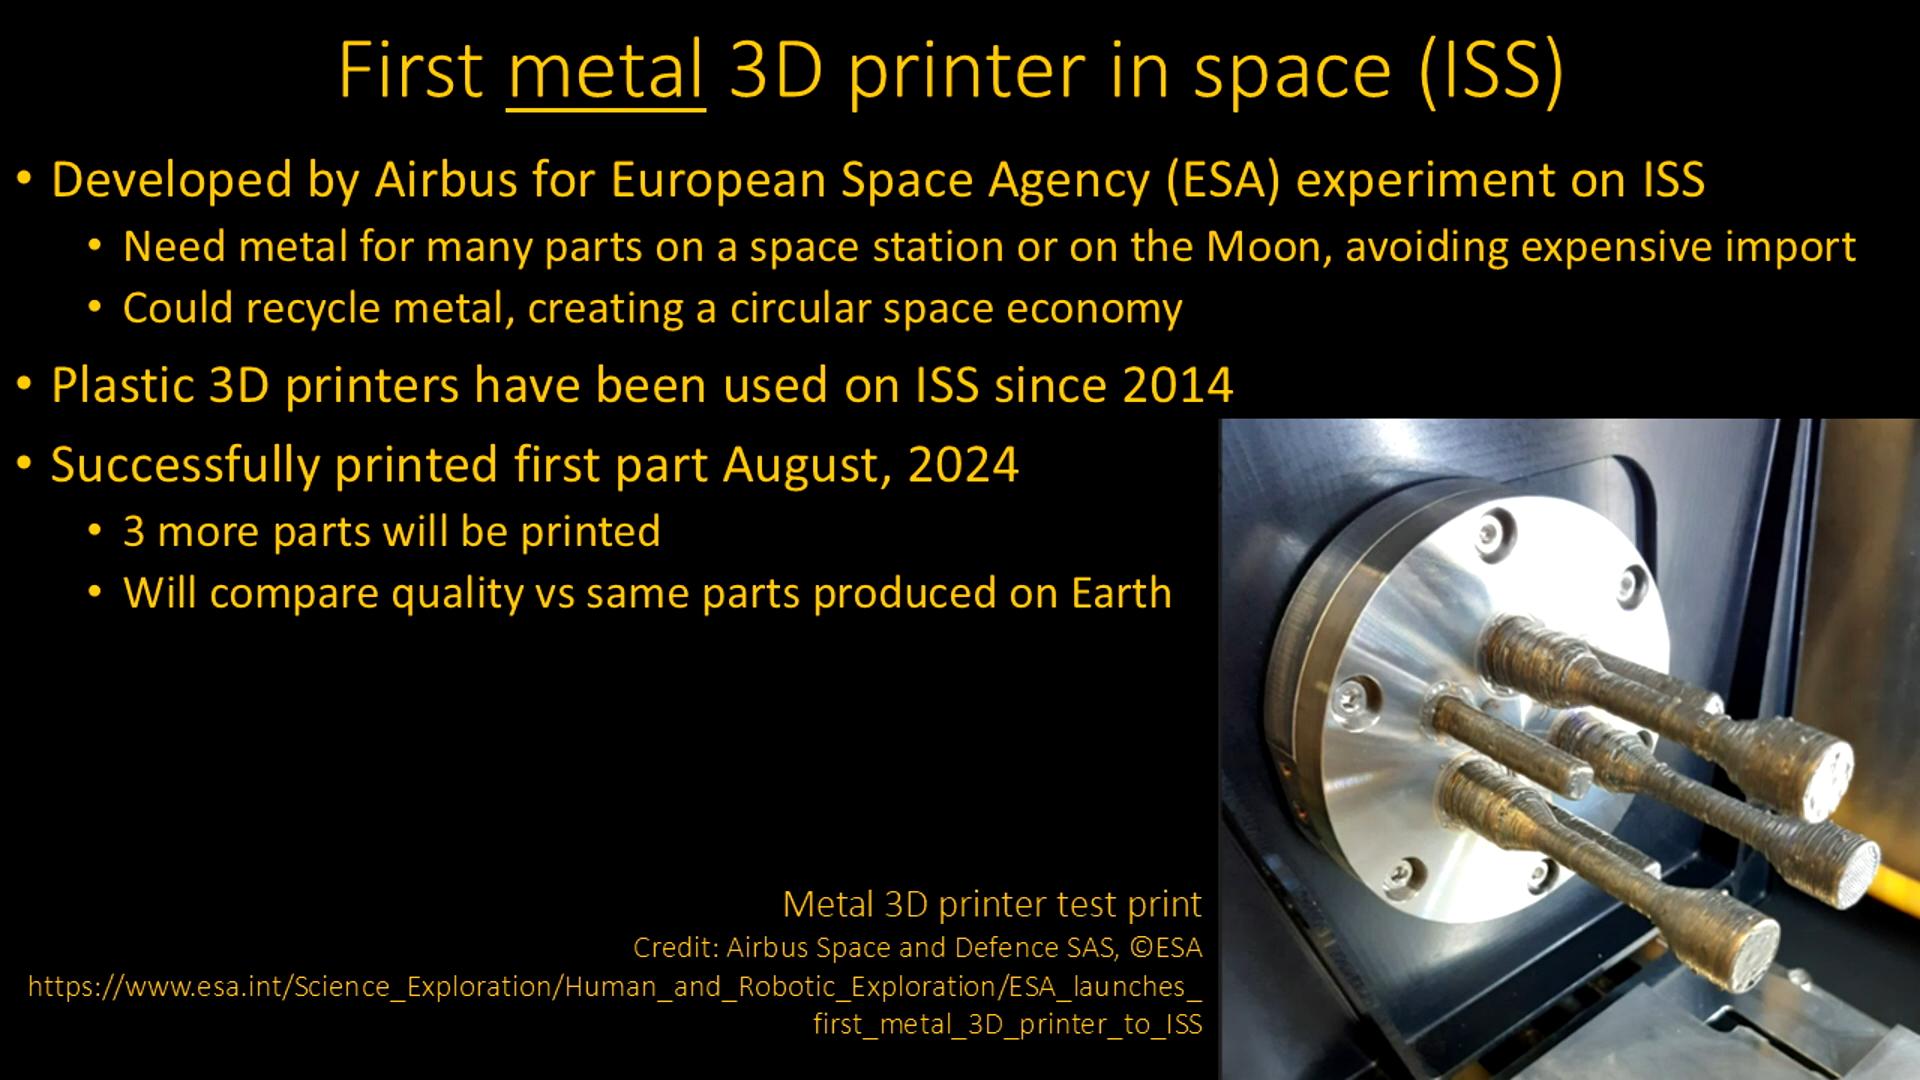 First metal 3D printer in space (ISS)
• Developed by Airbus for European Space Agency (ESA) experiment on ISS
• Need metal for many parts on a space station or on the Moon, avoiding expensive import
• Could recycle metal, creating a circular space economy
• Plastic 3D printers have been used on ISS since 2014
• Successfully printed first part August, 2024
• 3 more parts will be printed
• Will compare quality vs same parts produced on Earth
Metal 3D printer test print
Credit: Airbus Space and Defence SAS, ©ESA
https://www.esa.int/Science_Exploration/Human_and_Robotic_Exploration/ESA_launches_
first_metal_3D_printer_to_ISS